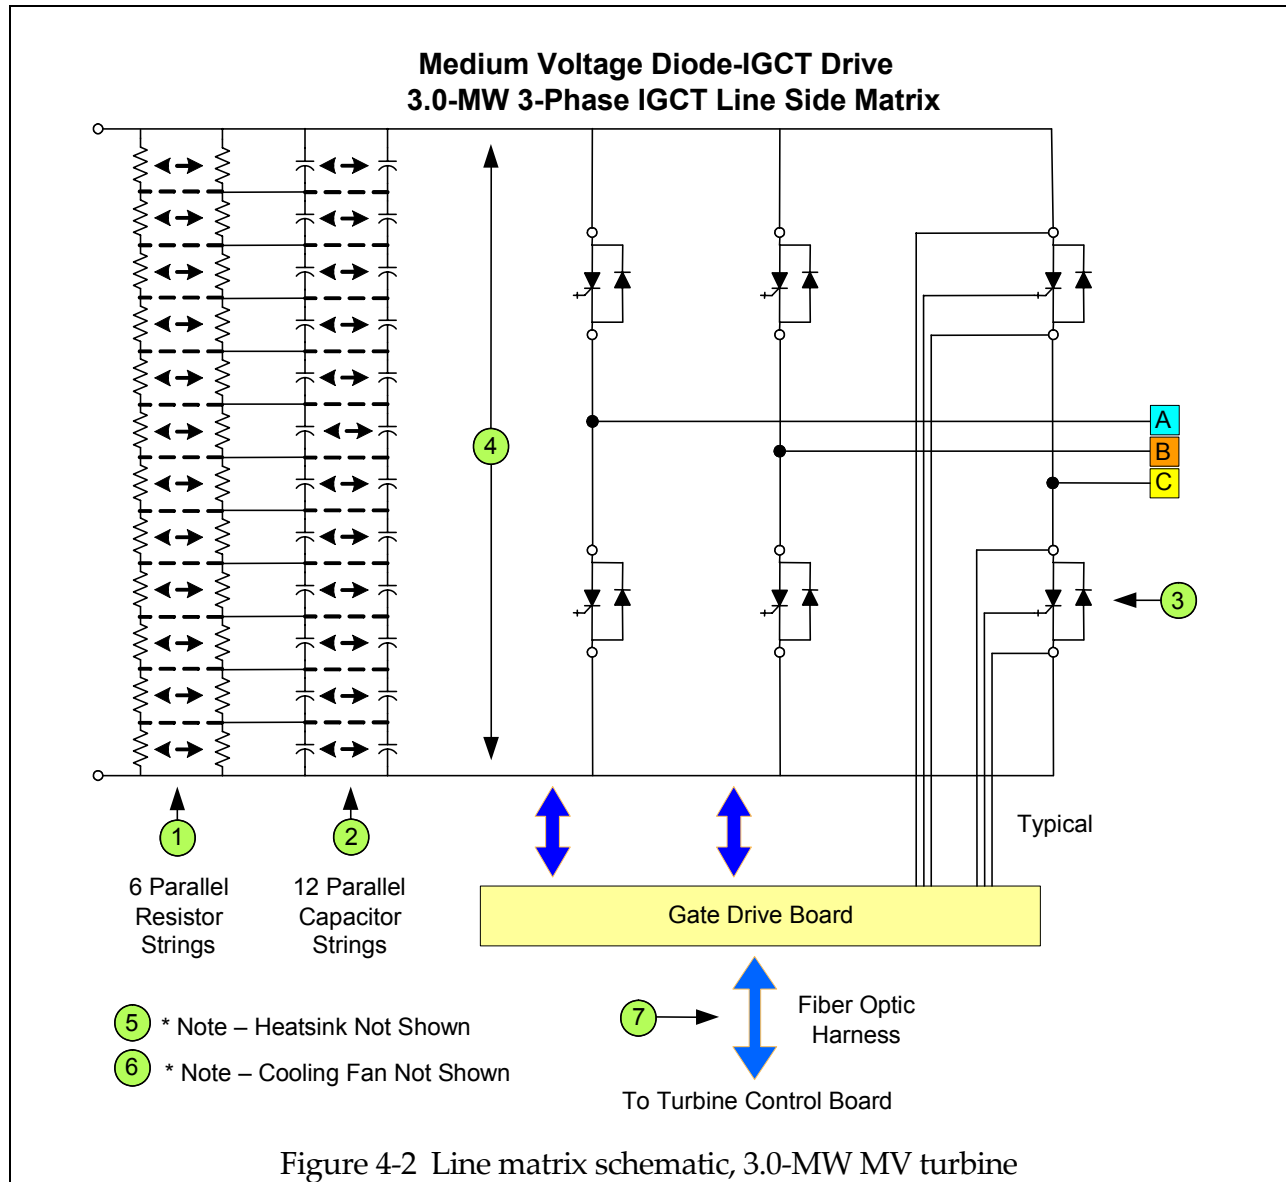 Medium Voltage Diode-IGCT Drive
3.0-MW 3-Phase IGCT Line Side Matrix
4
A
B
C
3
1
2
6 Parallel
Resistor
Strings
12 Parallel
Capacitor
Strings
Typical
Gate Drive Board
7
Fiber Optic
Harness
5 * Note – Heatsink Not Shown
6 * Note – Cooling Fan Not Shown
To Turbine Control Board
Figure 4-2 Line matrix schematic, 3.0-MW MV turbine